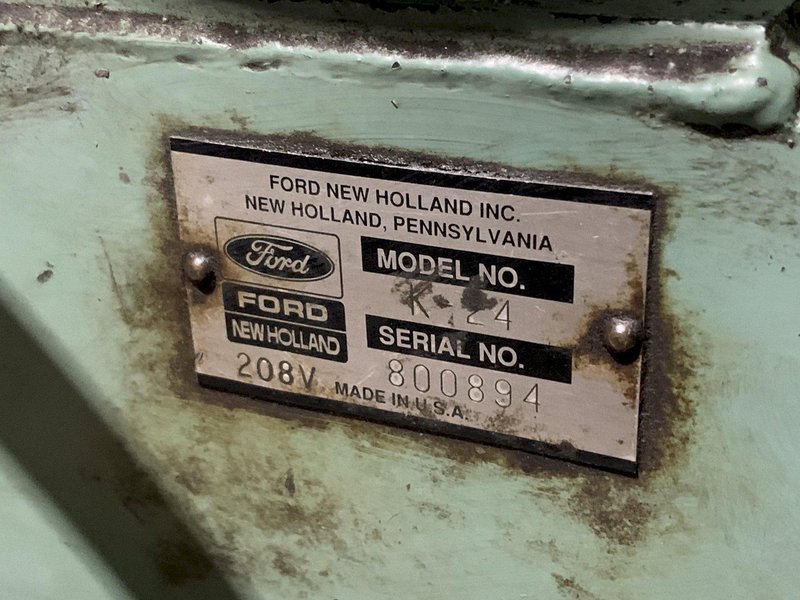 FORD NEW HOLLAND INC.
NEW HOLLAND, PENNSYLVANIA
Ford
FORD
NEW HOLLAND
MODEL NO.
K 24
SERIAL NO.
800894
208V
MADE IN U.S.A.